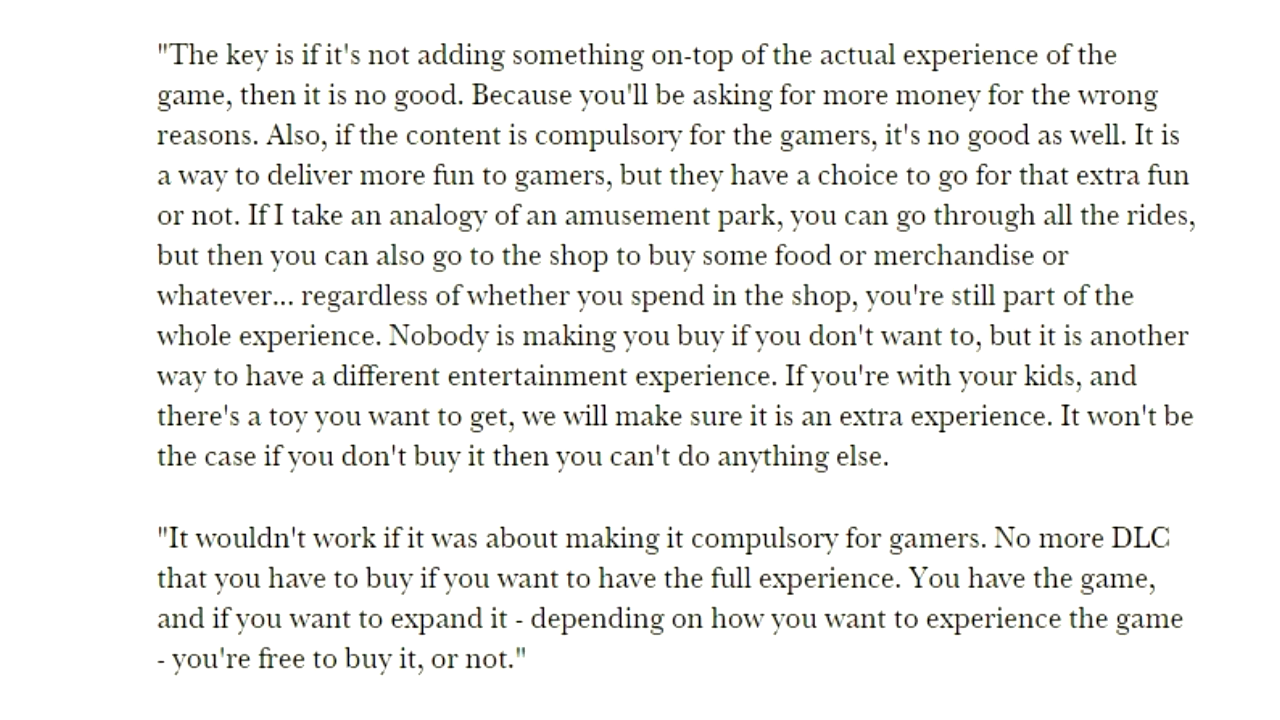 "The key is if it's not adding something on-top of the actual experience of the
game, then it is no good. Because you'll be asking for more money for the wrong
reasons. Also, if the content is compulsory for the gamers, it's no good as well. It is
a way to deliver more fun to gamers, but they have a choice to go for that extra fun
or not. If I take an analogy of an amusement park, you can go through all the rides,
but then you can also go to the shop to buy some food or merchandise or
whatever... regardless of whether you spend in the shop, you're still part of the
whole experience. Nobody is making you buy if you don't want to, but it is another
way to have a different entertainment experience. If you're with your kids, and
there's a toy you want to get, we will make sure it is an extra experience. It won't be
the case if you don't buy it then you can't do anything else.
"It wouldn't work if it was about making it compulsory for gamers. No more DLC
that you have to buy if you want to have the full experience. You have the game,
and if you want to expand it - depending on how you want to experience the game
- you're free to buy it, or not."